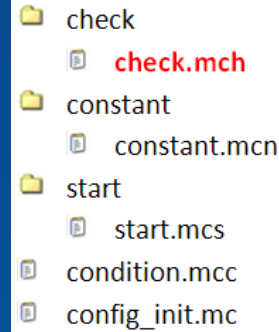 check
check.mch
constant
constant.mcn
start
start.mcs
condition.mcc
config_init.mc